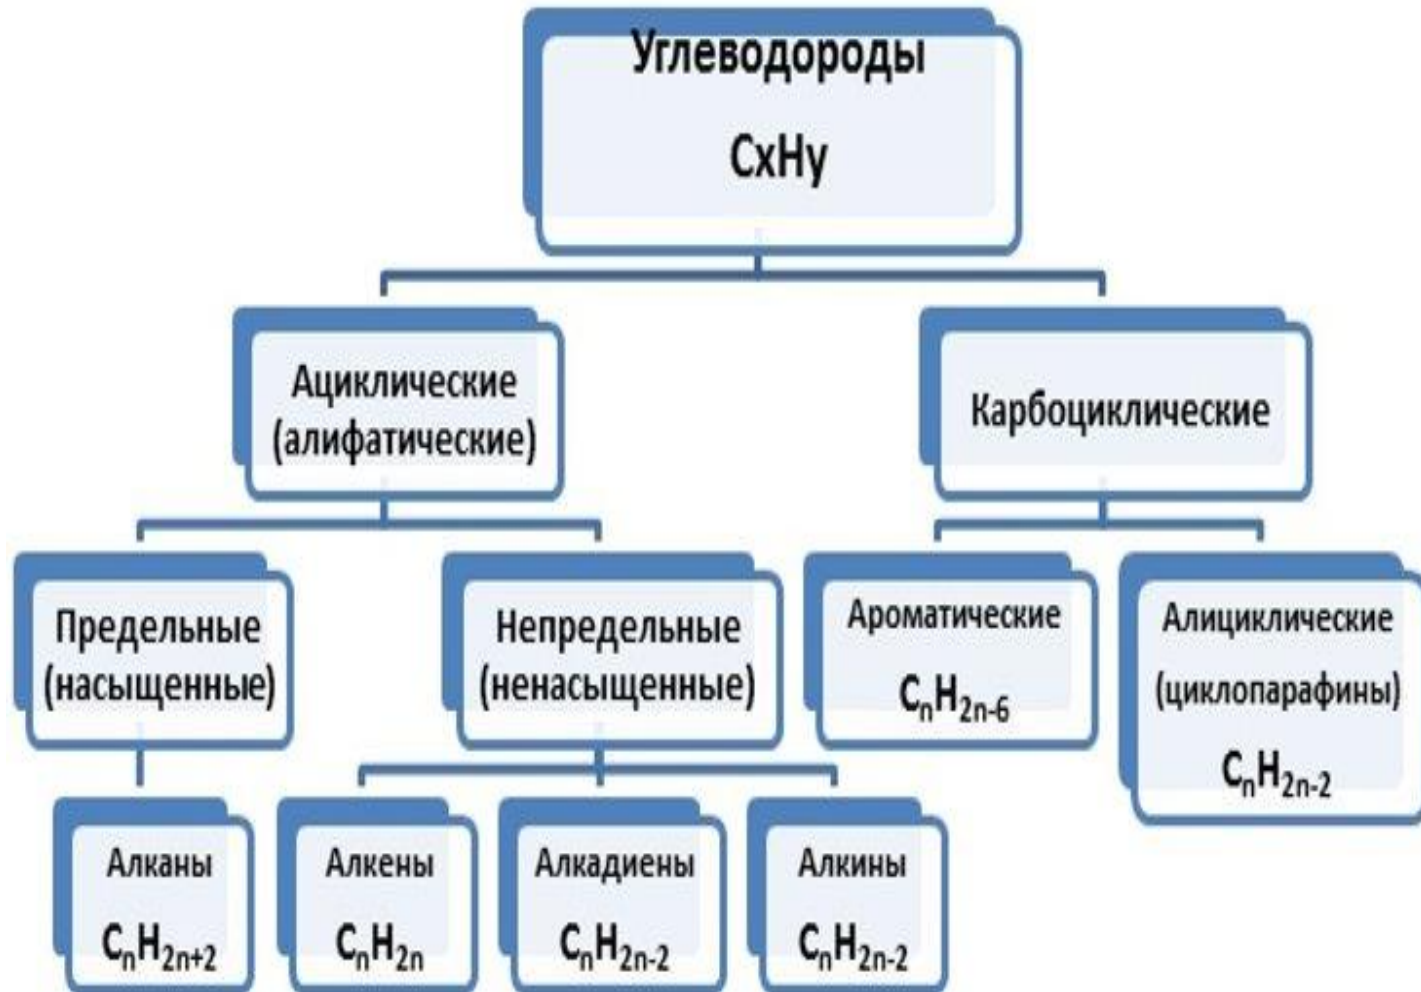 Углеводороды
CxHy
Ациклические
(алифатические)
Карбоциклические
Предельные
(насыщенные)
Непредельные
(ненасыщенные)
Ароматические
CₙH₂ₙ₋₆
Алициклические
(циклопарафины)
CₙH₂ₙ₋₂
Алканы
CₙH₂ₙ₊₂
Алкены
CₙH₂ₙ
Алкадиены
CₙH₂ₙ₋₂
Алкины
CₙH₂ₙ₋₂